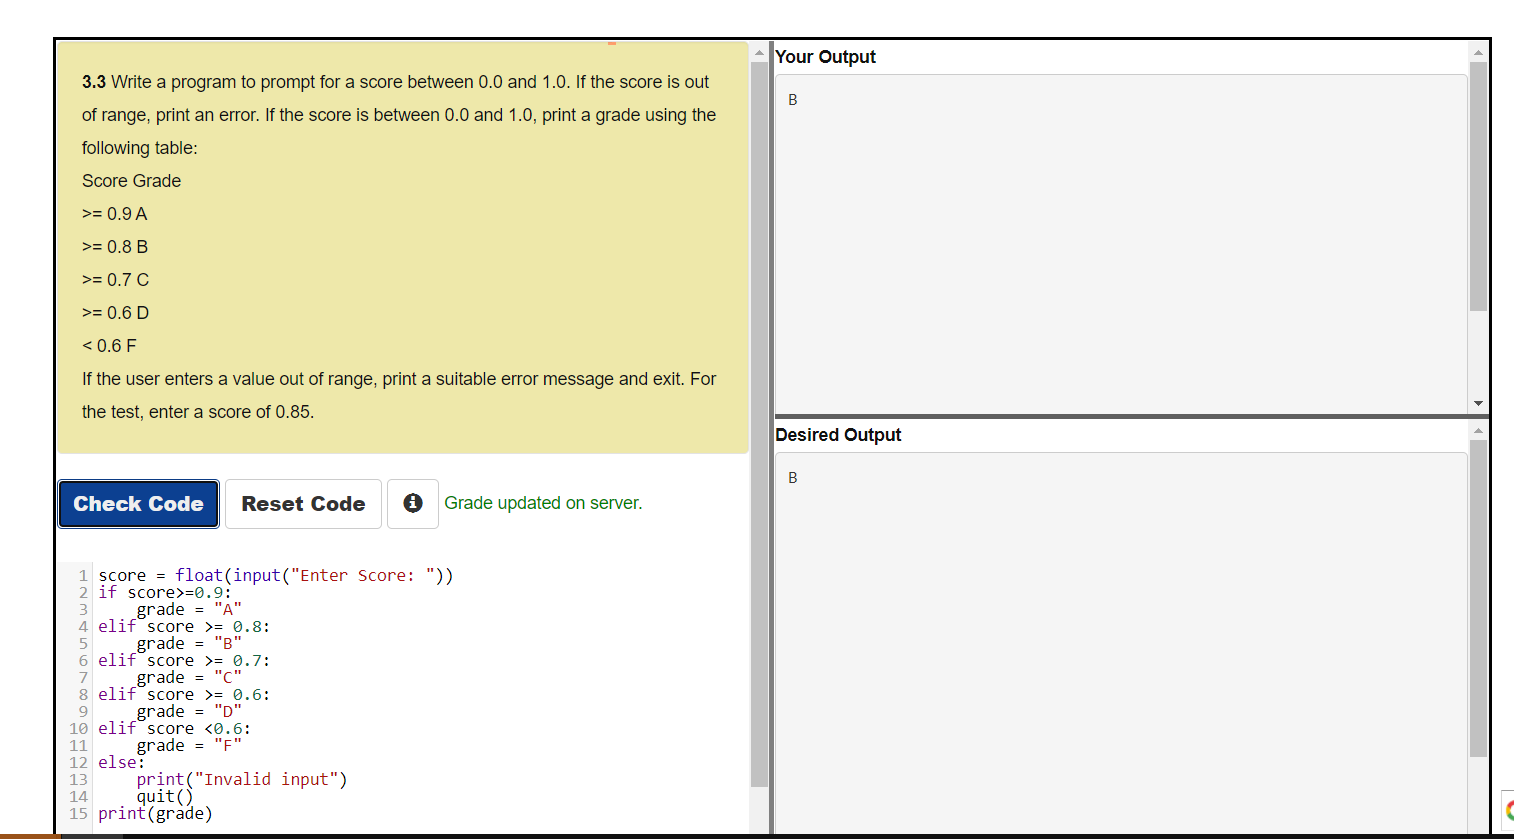 3.3 Write a program to prompt for a score between 0.0 and 1.0. If the score is out
of range, print an error. If the score is between 0.0 and 1.0, print a grade using the
following table:
Score Grade
>= 0.9 A
>= 0.8 B
>= 0.7 C
>= 0.6 D
< 0.6 F
If the user enters a value out of range, print a suitable error message and exit. For
the test, enter a score of 0.85.
Check Code Reset Code Grade updated on server.
1 score = float(input("Enter Score: "))
2 if score>=0.9:
3     grade = "A"
4 elif score >= 0.8:
5     grade = "B"
6 elif score >= 0.7:
7     grade = "C"
8 elif score >= 0.6:
9     grade = "D"
10 elif score <0.6:
11     grade = "F"
12 else:
13     print("Invalid input")
14     quit()
15 print(grade)
Your Output
B
Desired Output
B